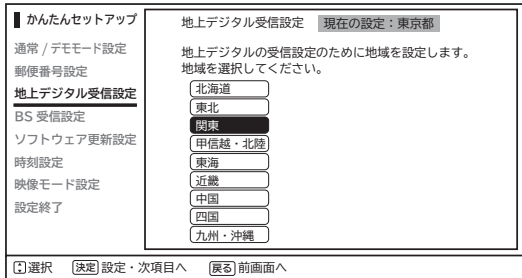 かんたんセットアップ
通常 / デモモード設定
郵便番号設定
地上デジタル受信設定
BS 受信設定
ソフトウェア更新設定
時刻設定
映像モード設定
設定終了
地上デジタル受信設定 現在の設定：東京都
地上デジタルの受信設定のために地域を設定します。
地域を選択してください。
北海道
東北
関東
甲信越・北陸
東海
近畿
中国
四国
九州・沖縄
選択 決定 設定・次項目へ 戻る 前画面へ